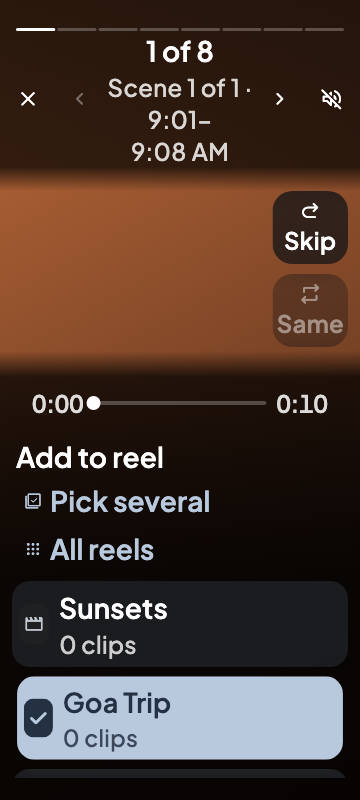 1 of 8
Scene 1 of 1 ·
9:01–
9:08 AM
Skip
Same
0:00
0:10
Add to reel
Pick several
All reels
Sunsets
0 clips
Goa Trip
0 clips